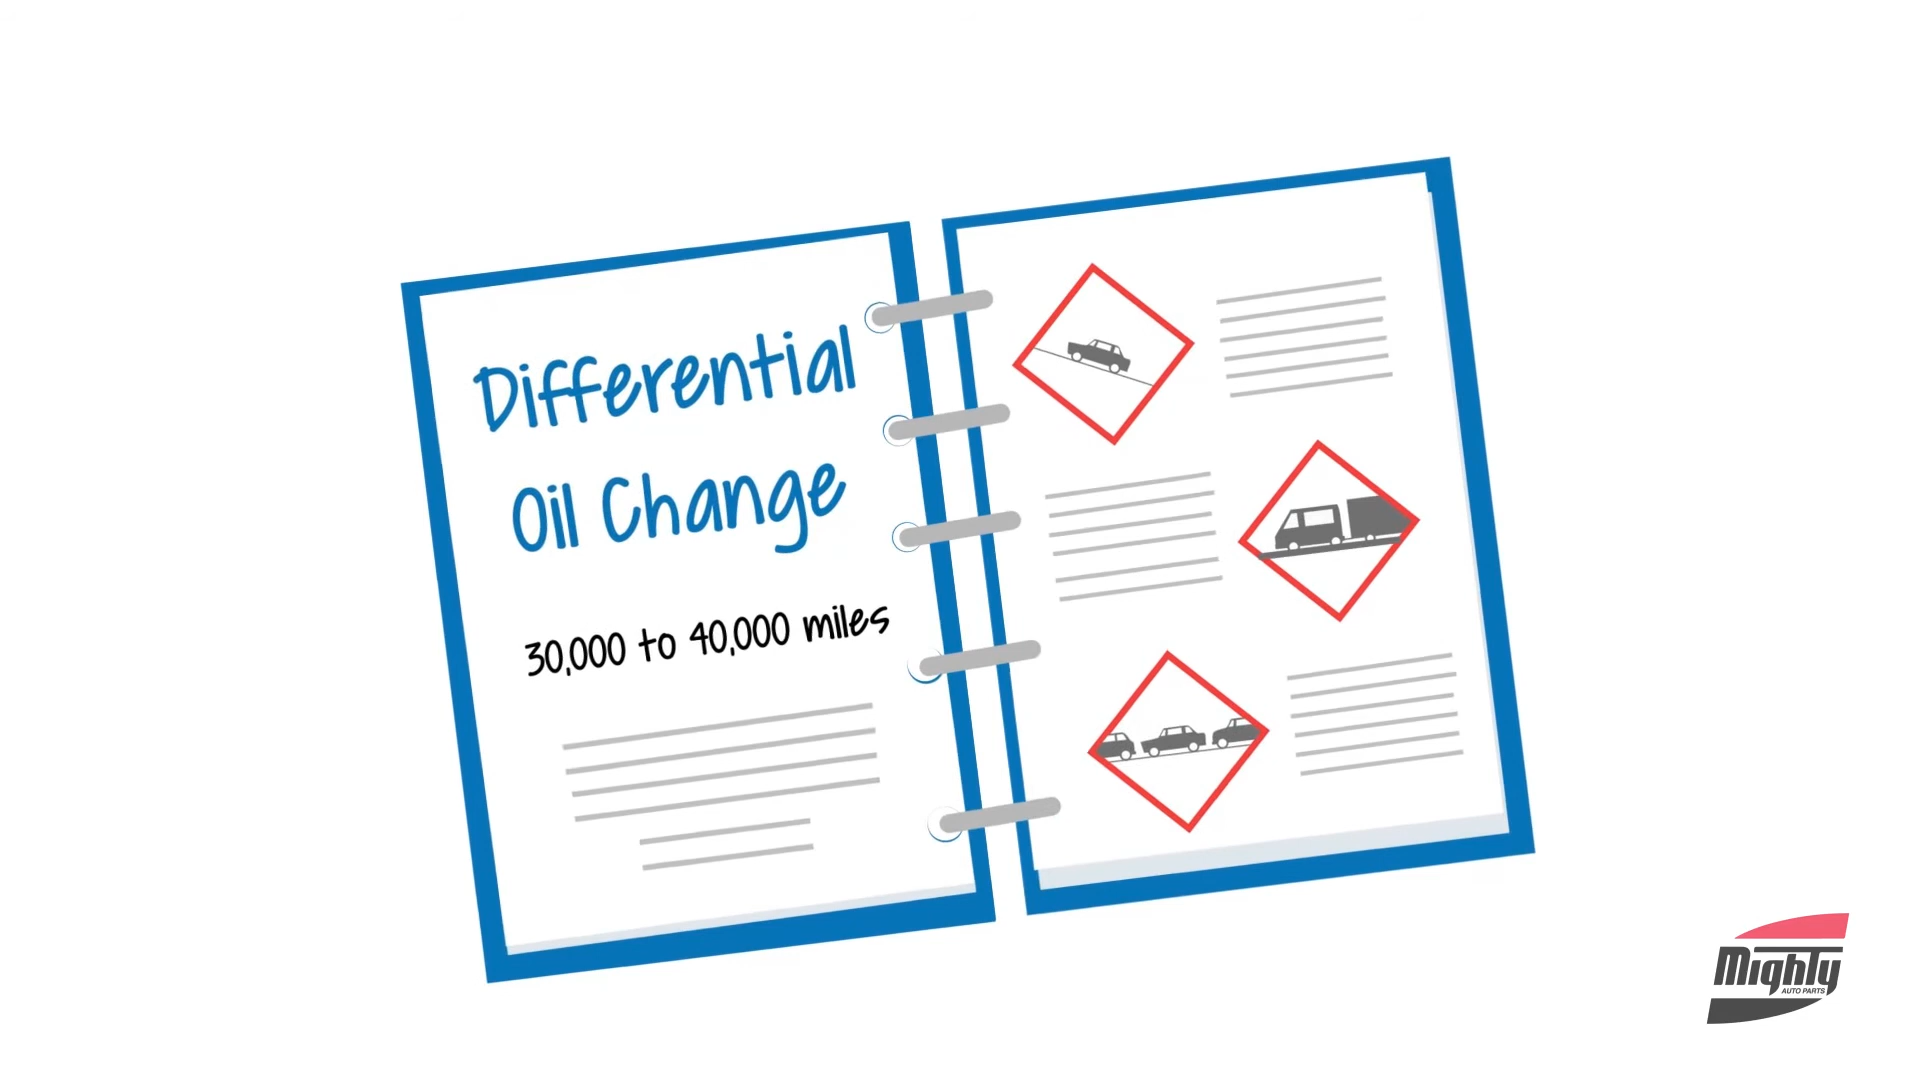 Differential
Oil Change
30,000 to 40,000 miles
Mighty
AUTO PARTS